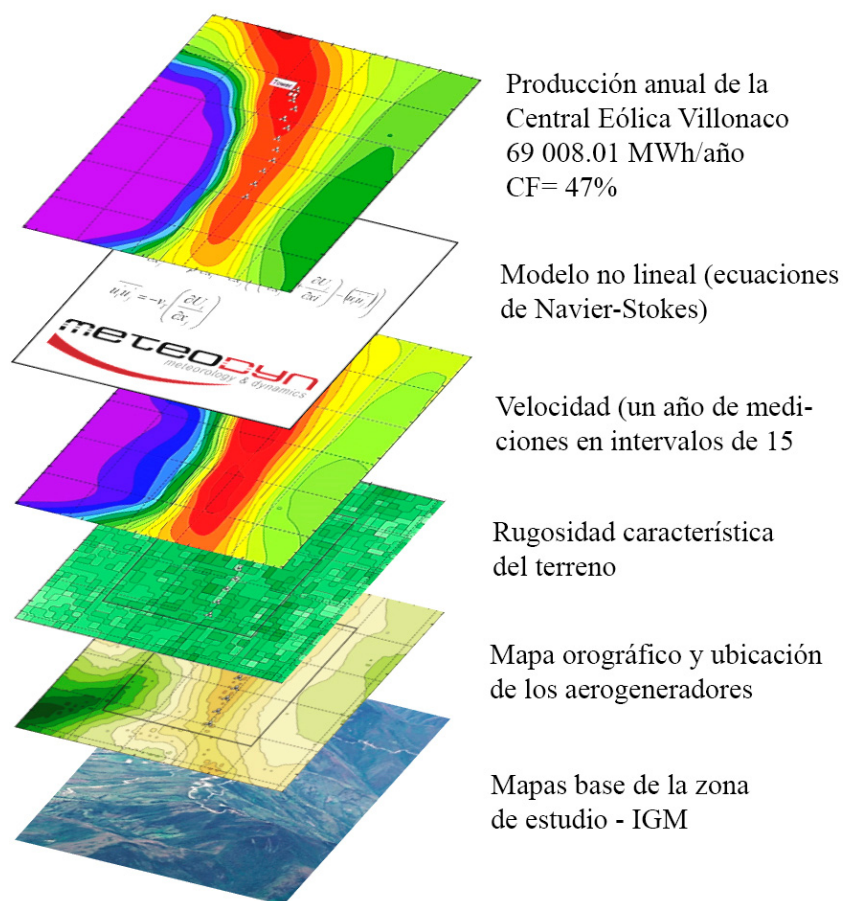 Producción anual de la
Central Eólica Villonaco
69 008.01 MWh/año
CF= 47%
Modelo no lineal (ecuaciones
de Navier-Stokes)
meteodyn
meteorology & dynamics
Velocidad (un año de medi-
ciones en intervalos de 15
Rugosidad característica
del terreno
Mapa orográfico y ubicación
de los aerogeneradores
Mapas base de la zona
de estudio - IGM